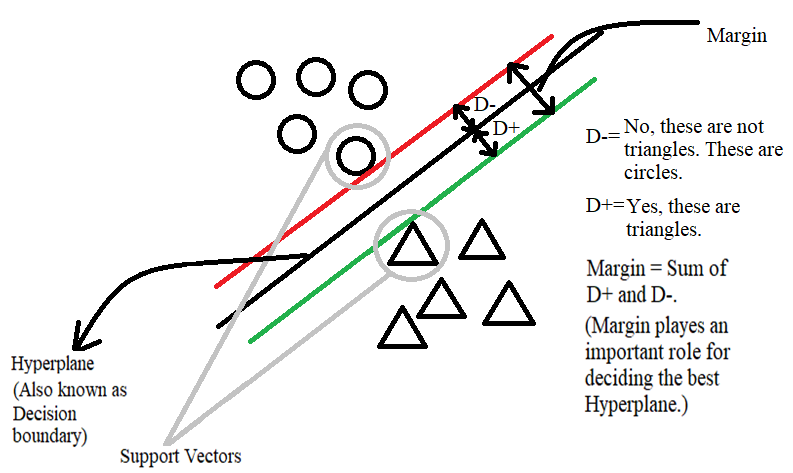 Margin
D-
D+
D-= No, these are not
triangles. These are
circles.
D+= Yes, these are
triangles.
Margin = Sum of
D+ and D-.
(Margin playes an
important role for
deciding the best
Hyperplane.)
Hyperplane
(Also known as
Decision
boundary)
Support Vectors